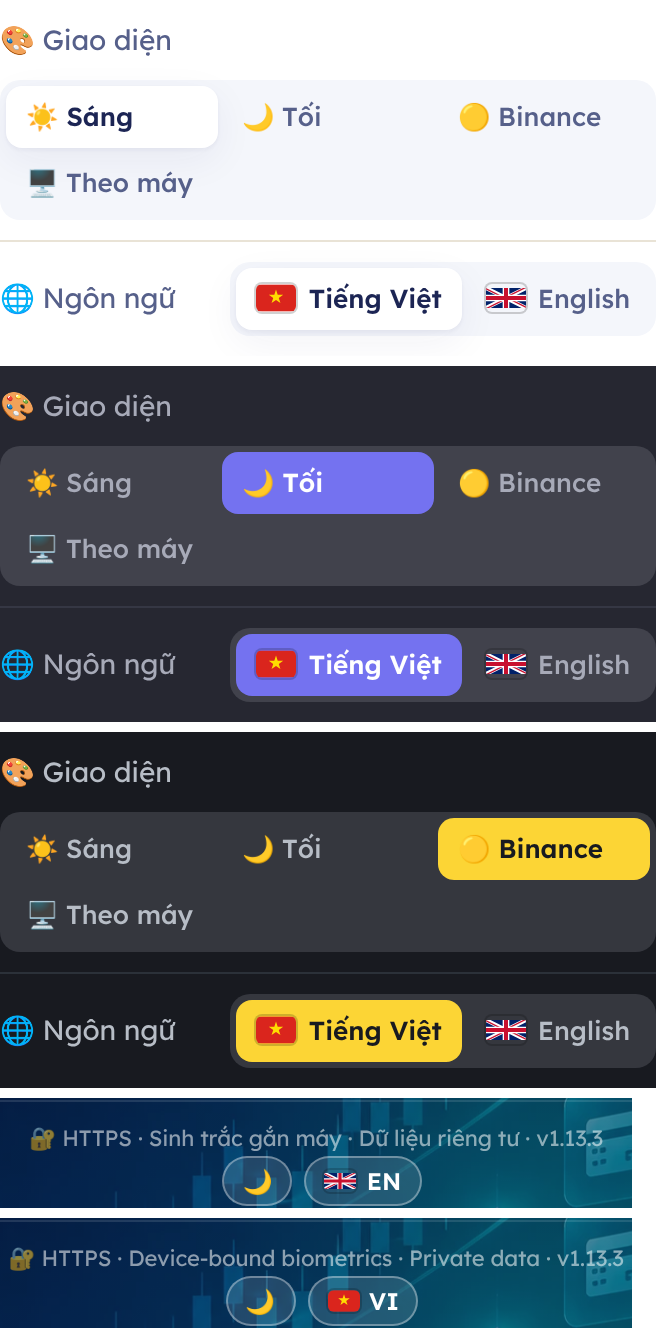 🎨 Giao diện
☀️ Sáng 🌙 Tối 🟡 Binance
🖥️ Theo máy
🌐 Ngôn ngữ 🇻🇳 Tiếng Việt 🇬🇧 English
🎨 Giao diện
☀️ Sáng 🌙 Tối 🟡 Binance
🖥️ Theo máy
🌐 Ngôn ngữ 🇻🇳 Tiếng Việt 🇬🇧 English
🎨 Giao diện
☀️ Sáng 🌙 Tối 🟡 Binance
🖥️ Theo máy
🌐 Ngôn ngữ 🇻🇳 Tiếng Việt 🇬🇧 English
🔐 HTTPS · Sinh trắc gắn máy · Dữ liệu riêng tư · v1.13.3
🌙 🇬🇧 EN
🔐 HTTPS · Device-bound biometrics · Private data · v1.13.3
🌙 🇻🇳 VI